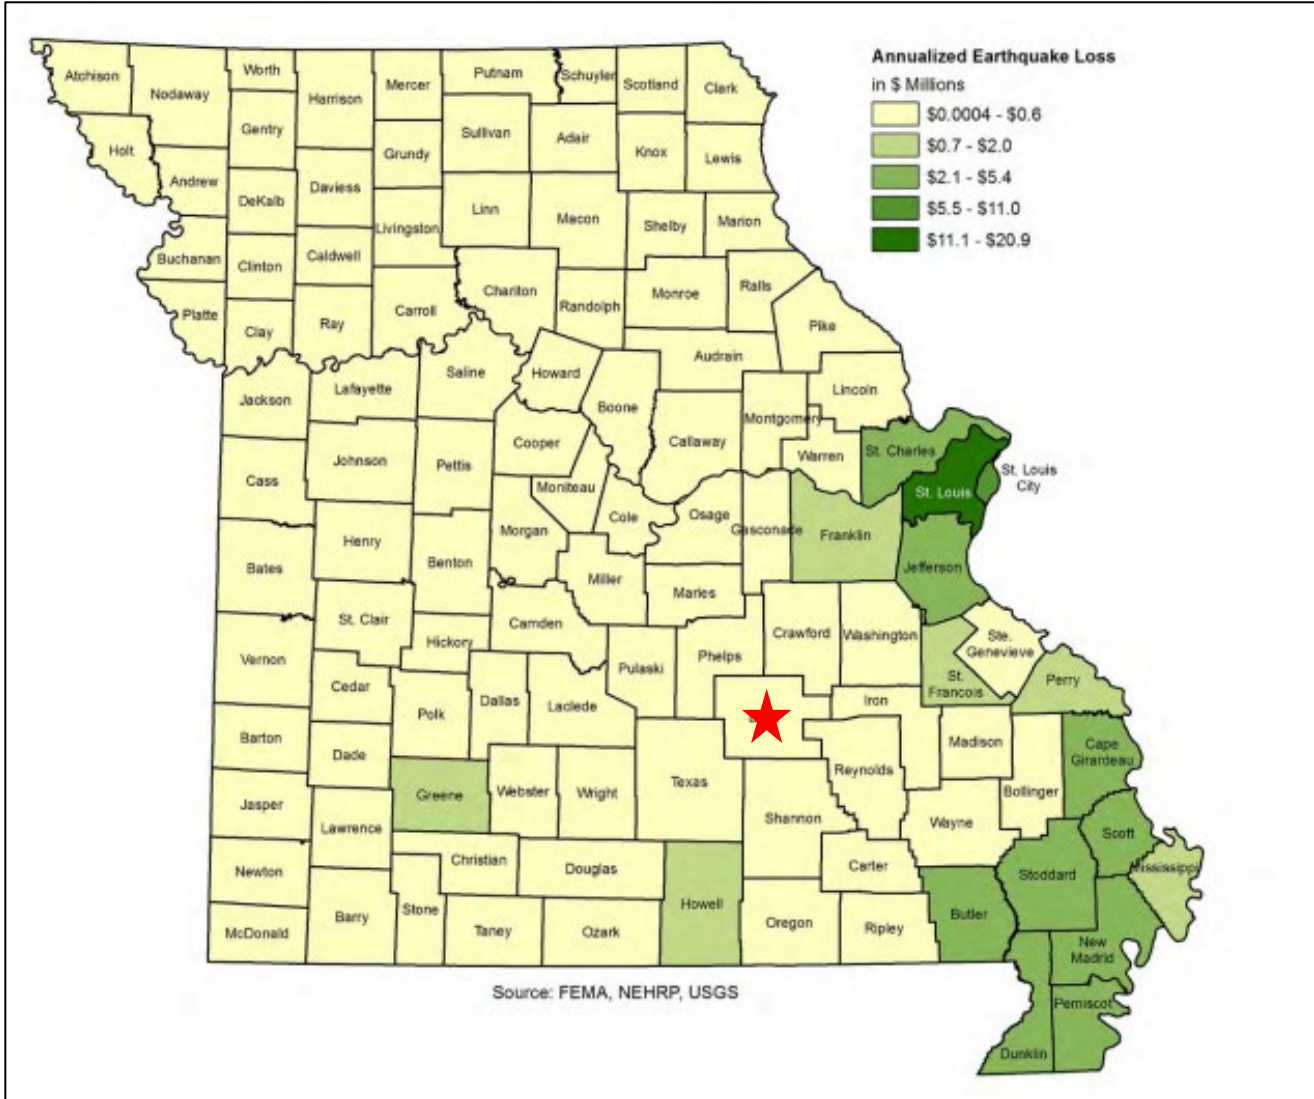 Annualized Earthquake Loss
in $ Millions
$0.0004 - $0.6
$0.7 - $2.0
$2.1 - $5.4
$5.5 - $11.0
$11.1 - $20.9
Atchison
Nodaway
Worth
Harrison
Mercer
Putnam
Schuyler
Scotland
Clark
Holt
Andrew
Gentry
DeKalb
Daviess
Grundy
Sullivan
Adair
Knox
Lewis
Linn
Macon
Shelby
Marion
Livingston
Buchanan
Clinton
Caldwell
Platte
Clay
Ray
Carroll
Chariton
Randolph
Monroe
Ralls
Pike
Audrain
Jackson
Lafayette
Saline
Howard
Boone
Callaway
Montgomery
Lincoln
Warren
St. Charles
St. Louis
St. Louis
City
Cass
Johnson
Pettis
Cooper
Moniteau
Cole
Osage
Gasconade
Franklin
Jefferson
Bates
Henry
Benton
Morgan
Miller
Maries
St. Clair
Hickory
Camden
Pulaski
Phelps
Crawford
Washington
Ste.
Genevieve
St.
Francois
Perry
Vernon
Cedar
Polk
Dallas
Laclede
Iron
Madison
Bollinger
Cape
Girardeau
Barton
Dade
Greene
Webster
Wright
Texas
Reynolds
Shannon
Wayne
Scott
Mississippi
Stoddard
Jasper
Lawrence
Christian
Douglas
Howell
Carter
Butler
New
Madrid
Newton
McDonald
Barry
Stone
Taney
Ozark
Oregon
Ripley
Pemiscot
Dunklin
Source: FEMA, NEHRP, USGS